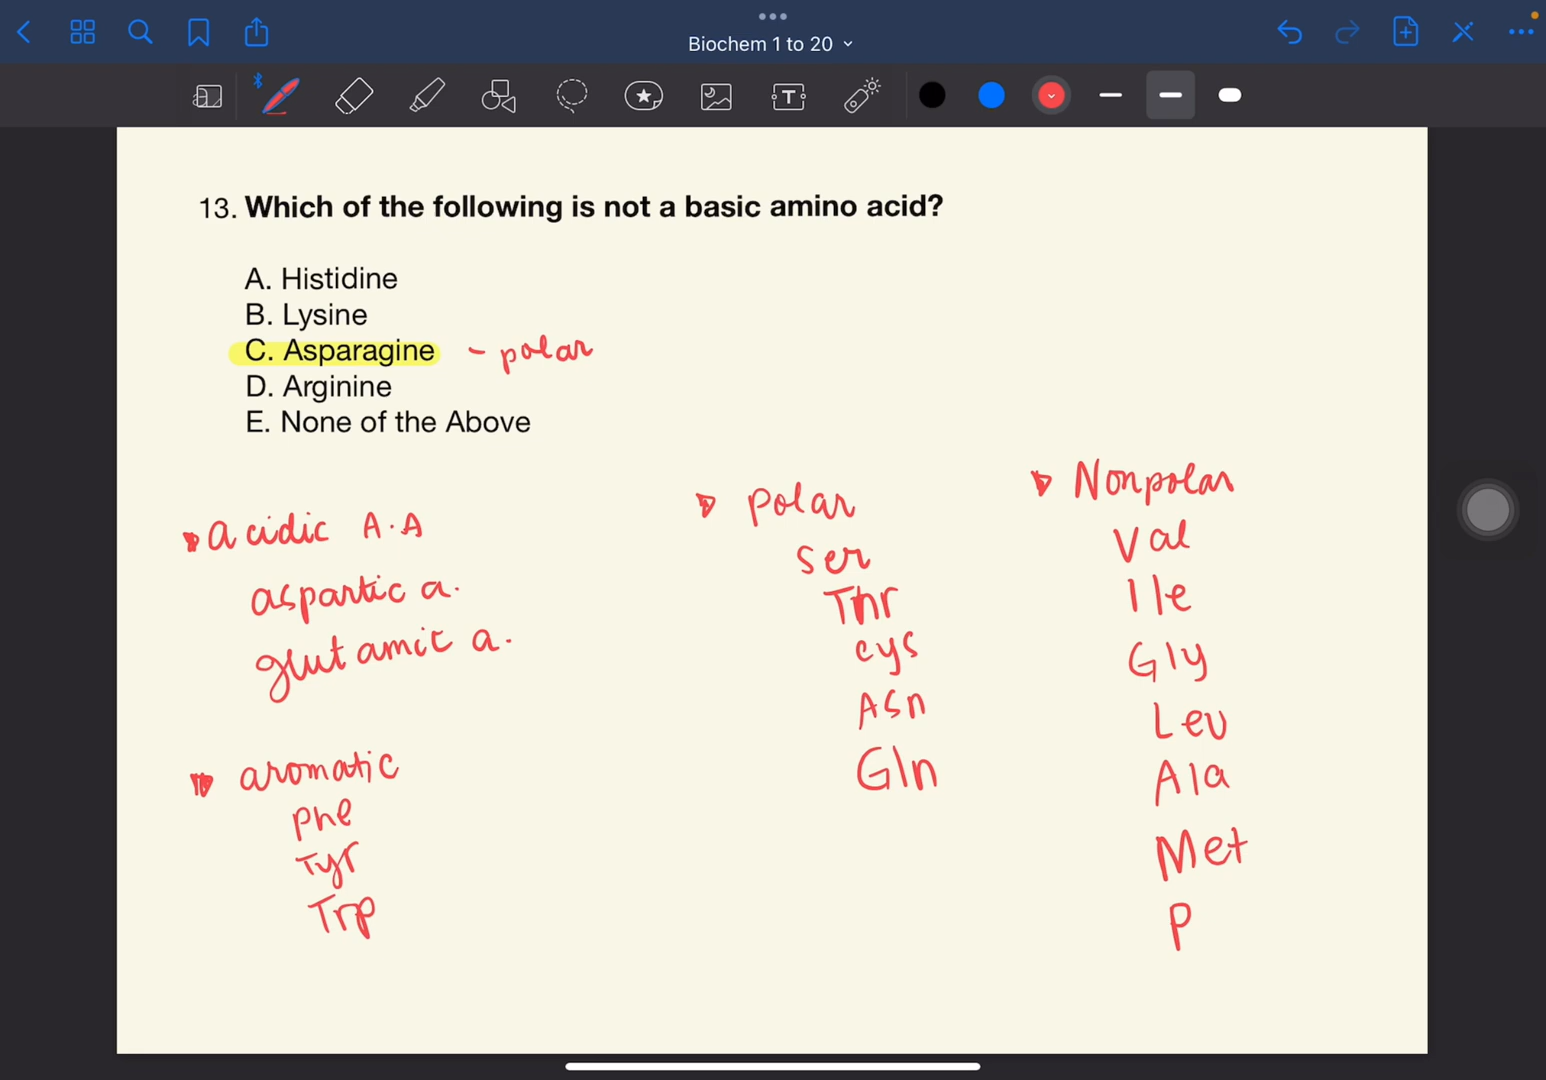 Biochem 1 to 20
13. Which of the following is not a basic amino acid?
A. Histidine
B. Lysine
C. Asparagine - polar
D. Arginine
E. None of the Above
acidic A.A
aspartic a.
glutamic a.
aromatic
Phe
Tyr
Trp
polar
Ser
Thr
cys
Asn
Gln
Nonpolar
Val
Ile
Gly
Leu
Ala
Met
P